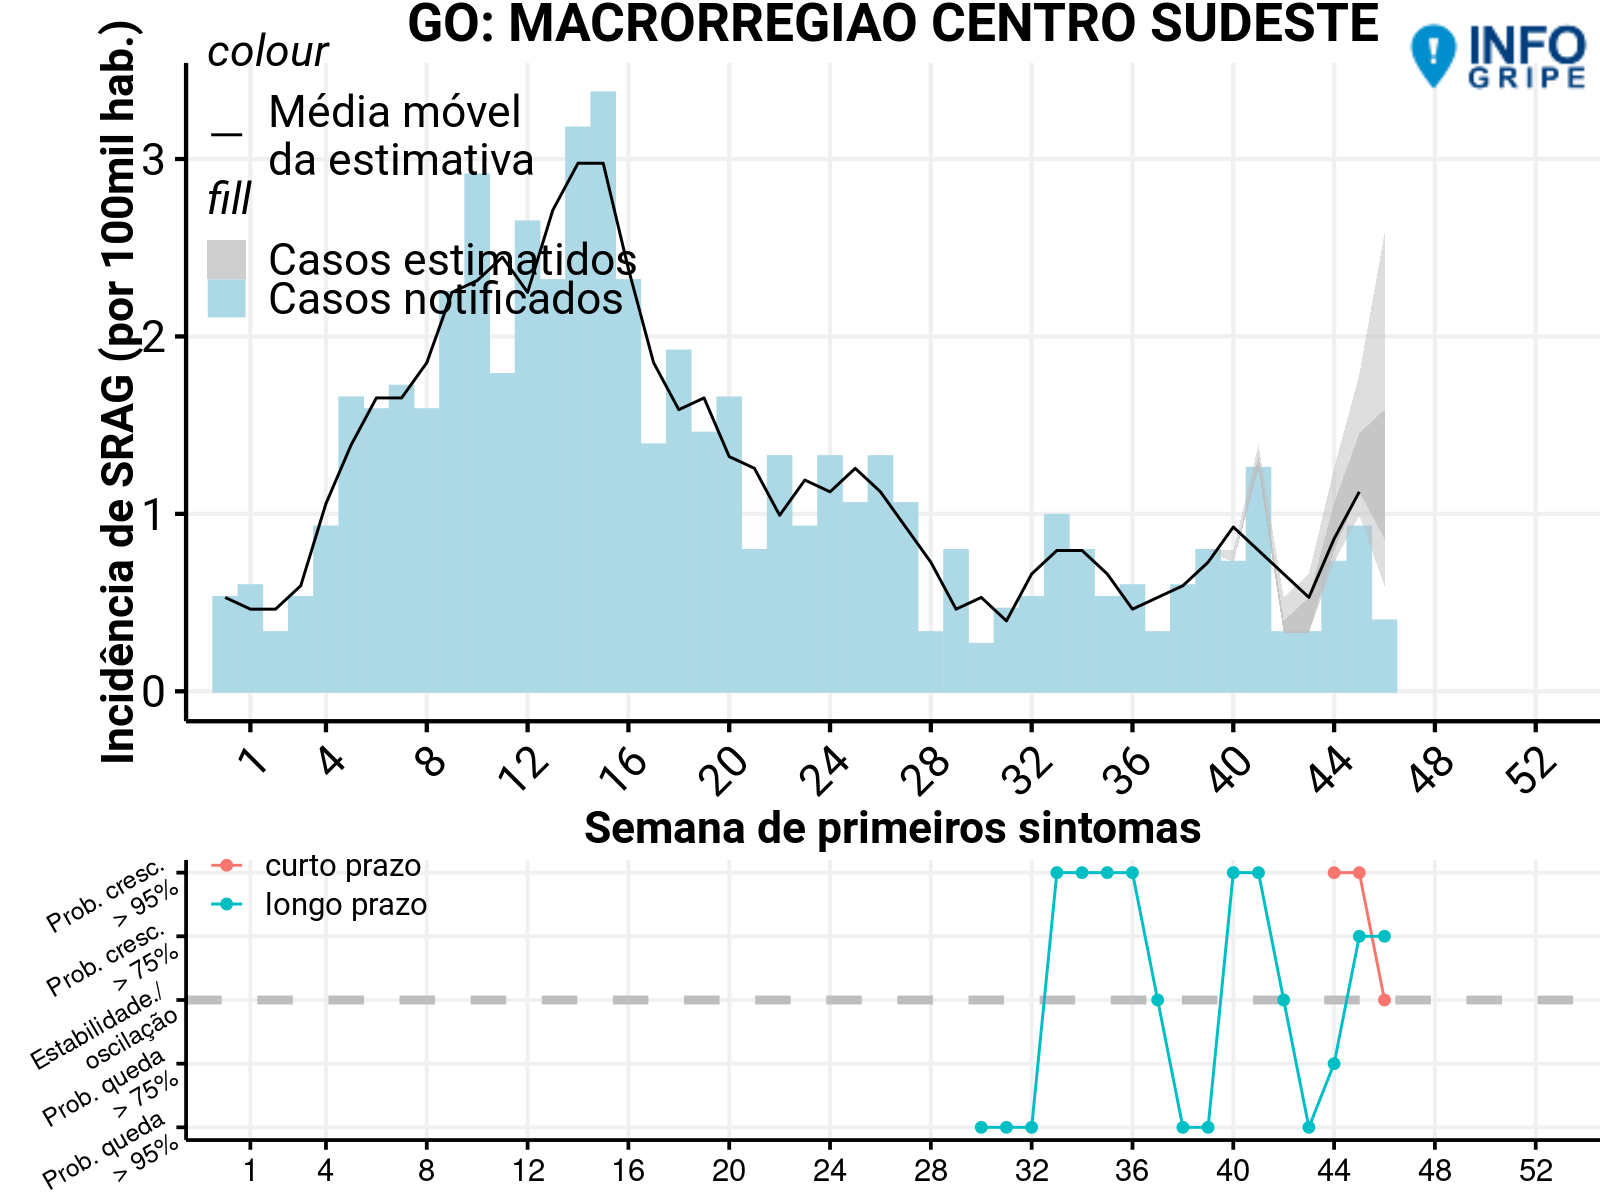 GO: MACRORREGIAO CENTRO SUDESTE
INFO
GRIPE
colour
Média móvel
da estimativa
fill
Casos estimatidos
Casos notificados
Incidência de SRAG (por 100mil hab.)
3
2
1
0
1 4 8 12 16 20 24 28 32 36 40 44 48 52
Semana de primeiros sintomas
curto prazo
longo prazo
Prob. cresc.
> 95%
Prob. cresc.
> 75%
Estabilidade./
oscilação
Prob. queda
> 75%
Prob. queda
> 95%
1 4 8 12 16 20 24 28 32 36 40 44 48 52